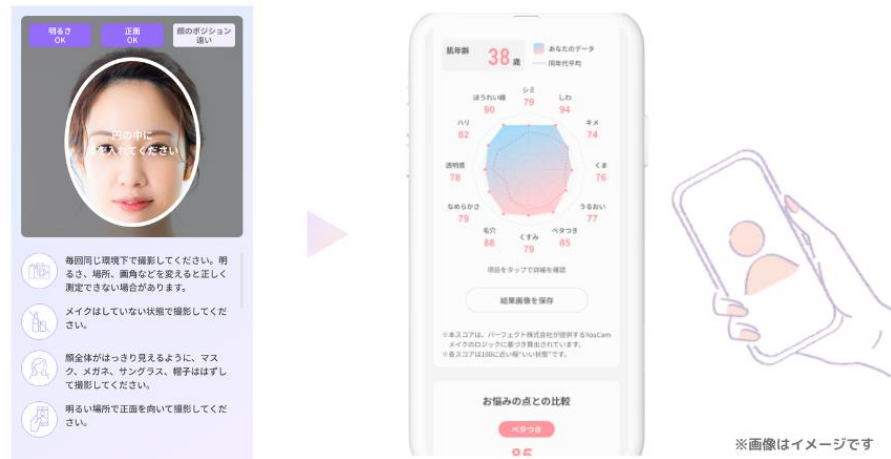 明るさ
OK
正面
OK
顔のポジション
遠い
円の中に
顔を入れてください
毎回同じ環境下で撮影してください。明
るさ、場所、画角などを変えると正しく
測定できない場合があります。
メイクはしていない状態で撮影してくだ
さい。
顔全体がはっきり見えるように、マス
ク、メガネ、サングラス、帽子ははずし
て撮影してください。
明るい場所で正面を向いて撮影してくだ
さい。
肌年齢
38歳
あなたのデータ
同年代平均
シミ
79
しわ
94
キメ
74
くま
76
うるおい
77
ベタつき
85
くすみ
79
毛穴
88
なめらかさ
79
透明感
78
ハリ
82
ほうれい線
90
項目をタップで詳細を確認
結果画像を保存
※本スコアは、パーフェクト株式会社が提供するYouCam
メイクのロジックに基づき算出されています。
※各スコアは100に近い程“いい状態”です。
お悩みの点との比較
ベタつき
85
※画像はイメージです